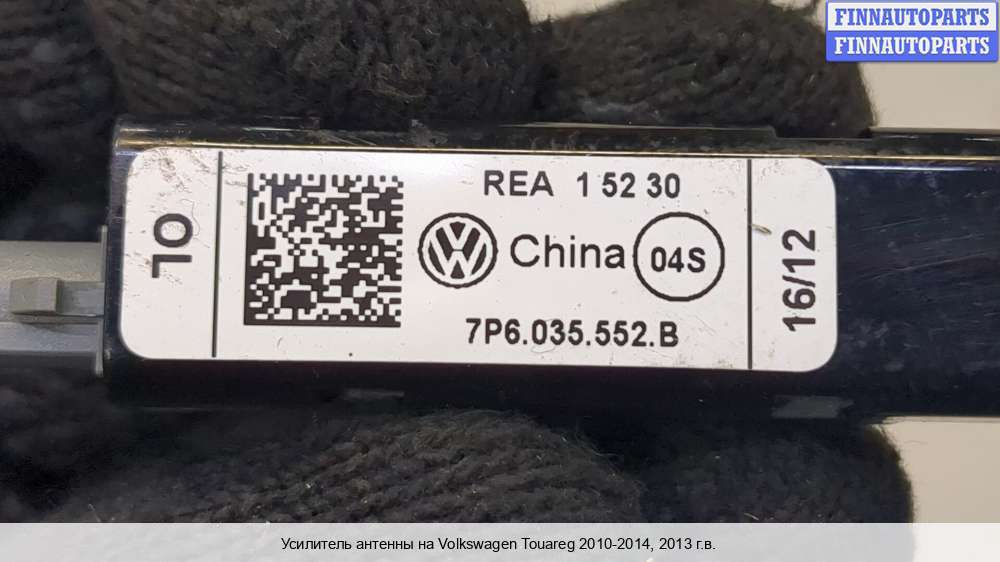 FINNAUTOPARTS
FINNAUTOPARTS
JO
REA 1 52 30
China
04S
7P6.035.552.B
16/12
Усилитель антенны на Volkswagen Touareg 2010-2014, 2013 г.в.